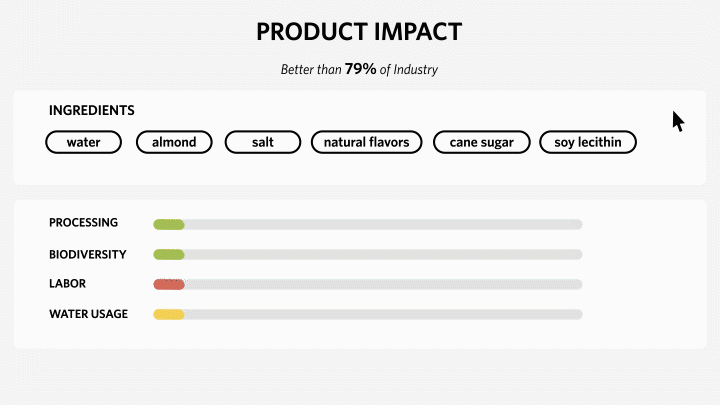 PRODUCT IMPACT
Better than 79% of Industry
INGREDIENTS
water almond salt natural flavors cane sugar soy lecithin
PROCESSING
BIODIVERSITY
LABOR
WATER USAGE